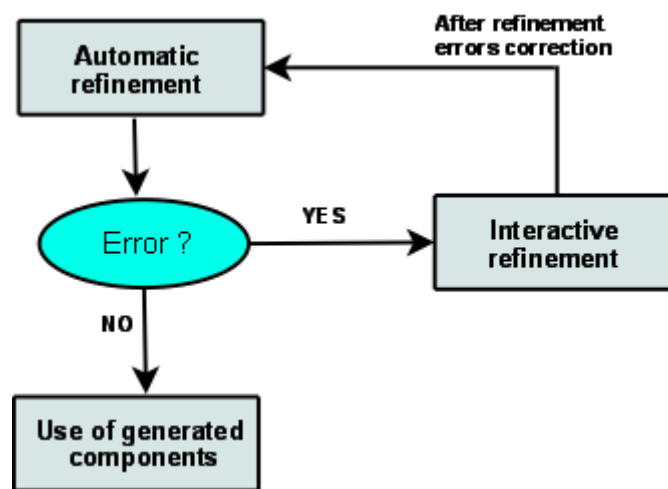 After refinement
errors correction
Automatic
refinement
Error ?
YES
Interactive
refinement
NO
Use of generated
components